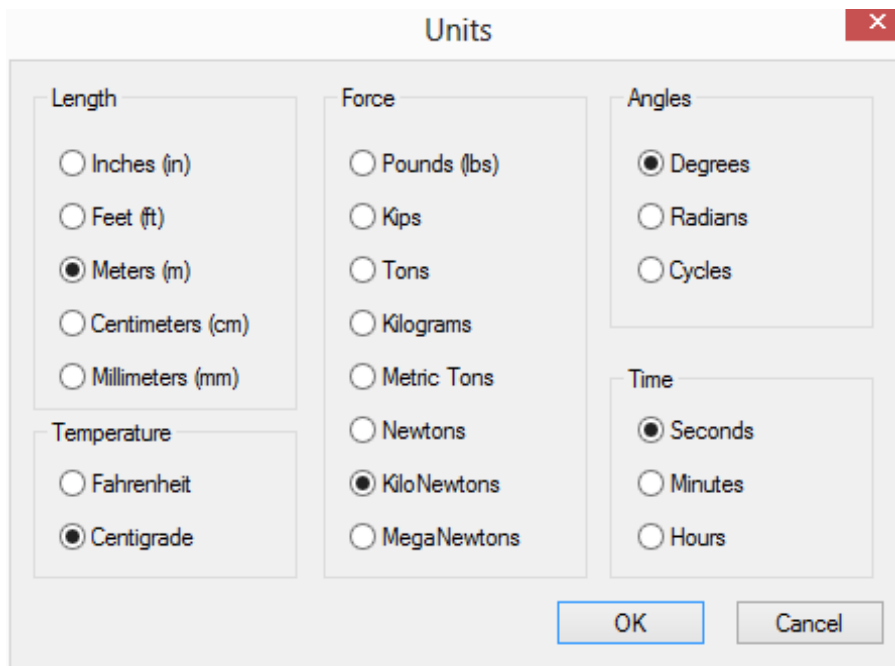 Units
Length
Inches (in)
Feet (ft)
Meters (m)
Centimeters (cm)
Millimeters (mm)
Temperature
Fahrenheit
Centigrade
Force
Pounds (lbs)
Kips
Tons
Kilograms
Metric Tons
Newtons
KiloNewtons
MegaNewtons
Angles
Degrees
Radians
Cycles
Time
Seconds
Minutes
Hours
OK
Cancel